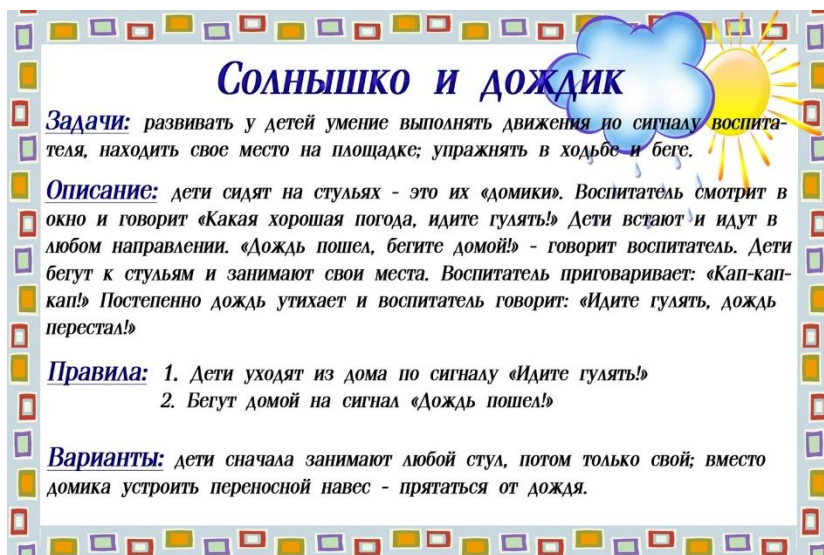 Солнышко и дождик
Задачи: развивать у детей умение выполнять движения по сигналу воспита-
теля, находить свое место на площадке; упражнять в ходьбе и беге.
Описание: дети сидят на стульях - это их «домики». Воспитатель смотрит в
окно и говорит «Какая хорошая погода, идите гулять!» Дети встают и идут в
любом направлении. «Дождь пошел, бегите домой!» - говорит воспитатель. Дети
бегут к стульям и занимают свои места. Воспитатель приговаривает: «Кап-кап-
кап!» Постепенно дождь утихает и воспитатель говорит: «Идите гулять, дождь
перестал!»
Правила: 1. Дети уходят из дома по сигналу «Идите гулять!»
2. Бегут домой на сигнал «Дождь пошел!»
Варианты: дети сначала занимают любой стул, потом только свой; вместо
домика устроить переносной навес - прятаться от дождя.